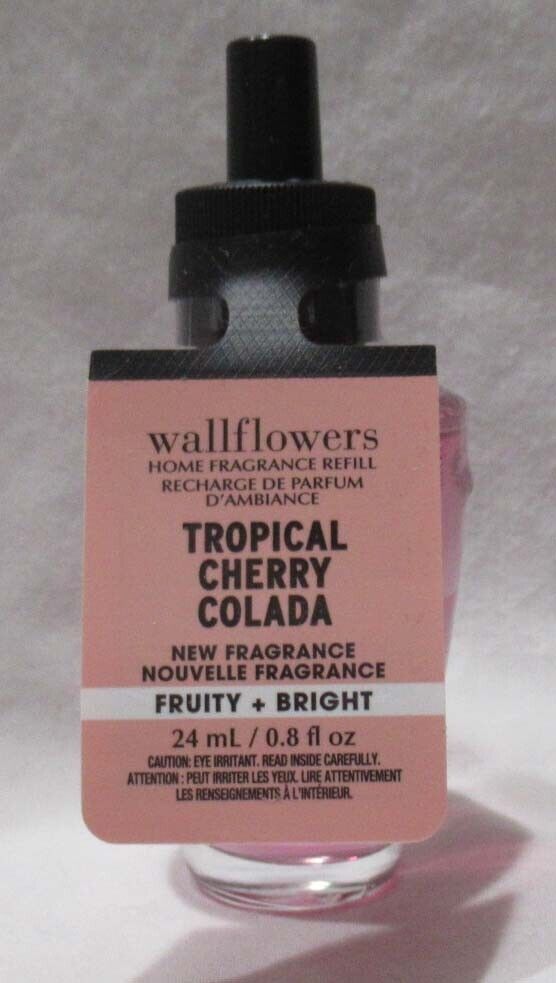 wallflowers
HOME FRAGRANCE REFILL
RECHARGE DE PARFUM
D'AMBIANCE
TROPICAL
CHERRY
COLADA
NEW FRAGRANCE
NOUVELLE FRAGRANCE
FRUITY + BRIGHT
24 mL / 0.8 fl oz
CAUTION: EYE IRRITANT. READ INSIDE CAREFULLY.
ATTENTION : PEUT IRRITER LES YEUX. LIRE ATTENTIVEMENT
LES RENSEIGNEMENTS À L'INTÉRIEUR.